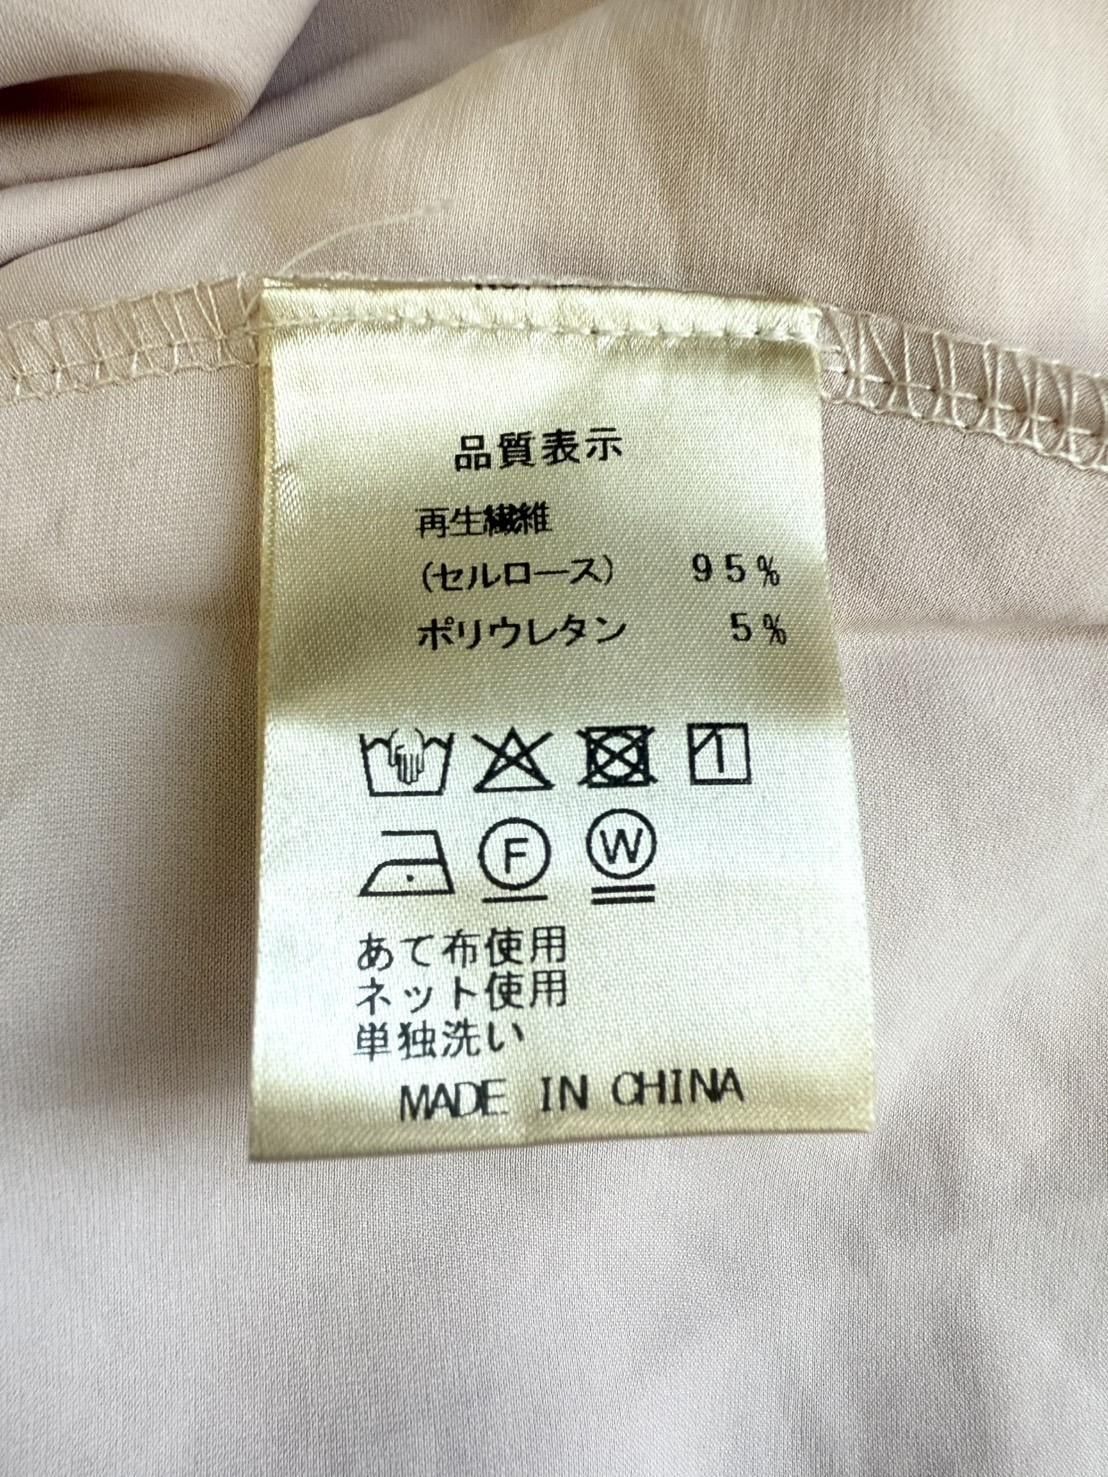 品質表示
再生繊維
(セルロース) 95%
ポリウレタン 5%
F W
あて布使用
ネット使用
単独洗い
MADE IN CHINA